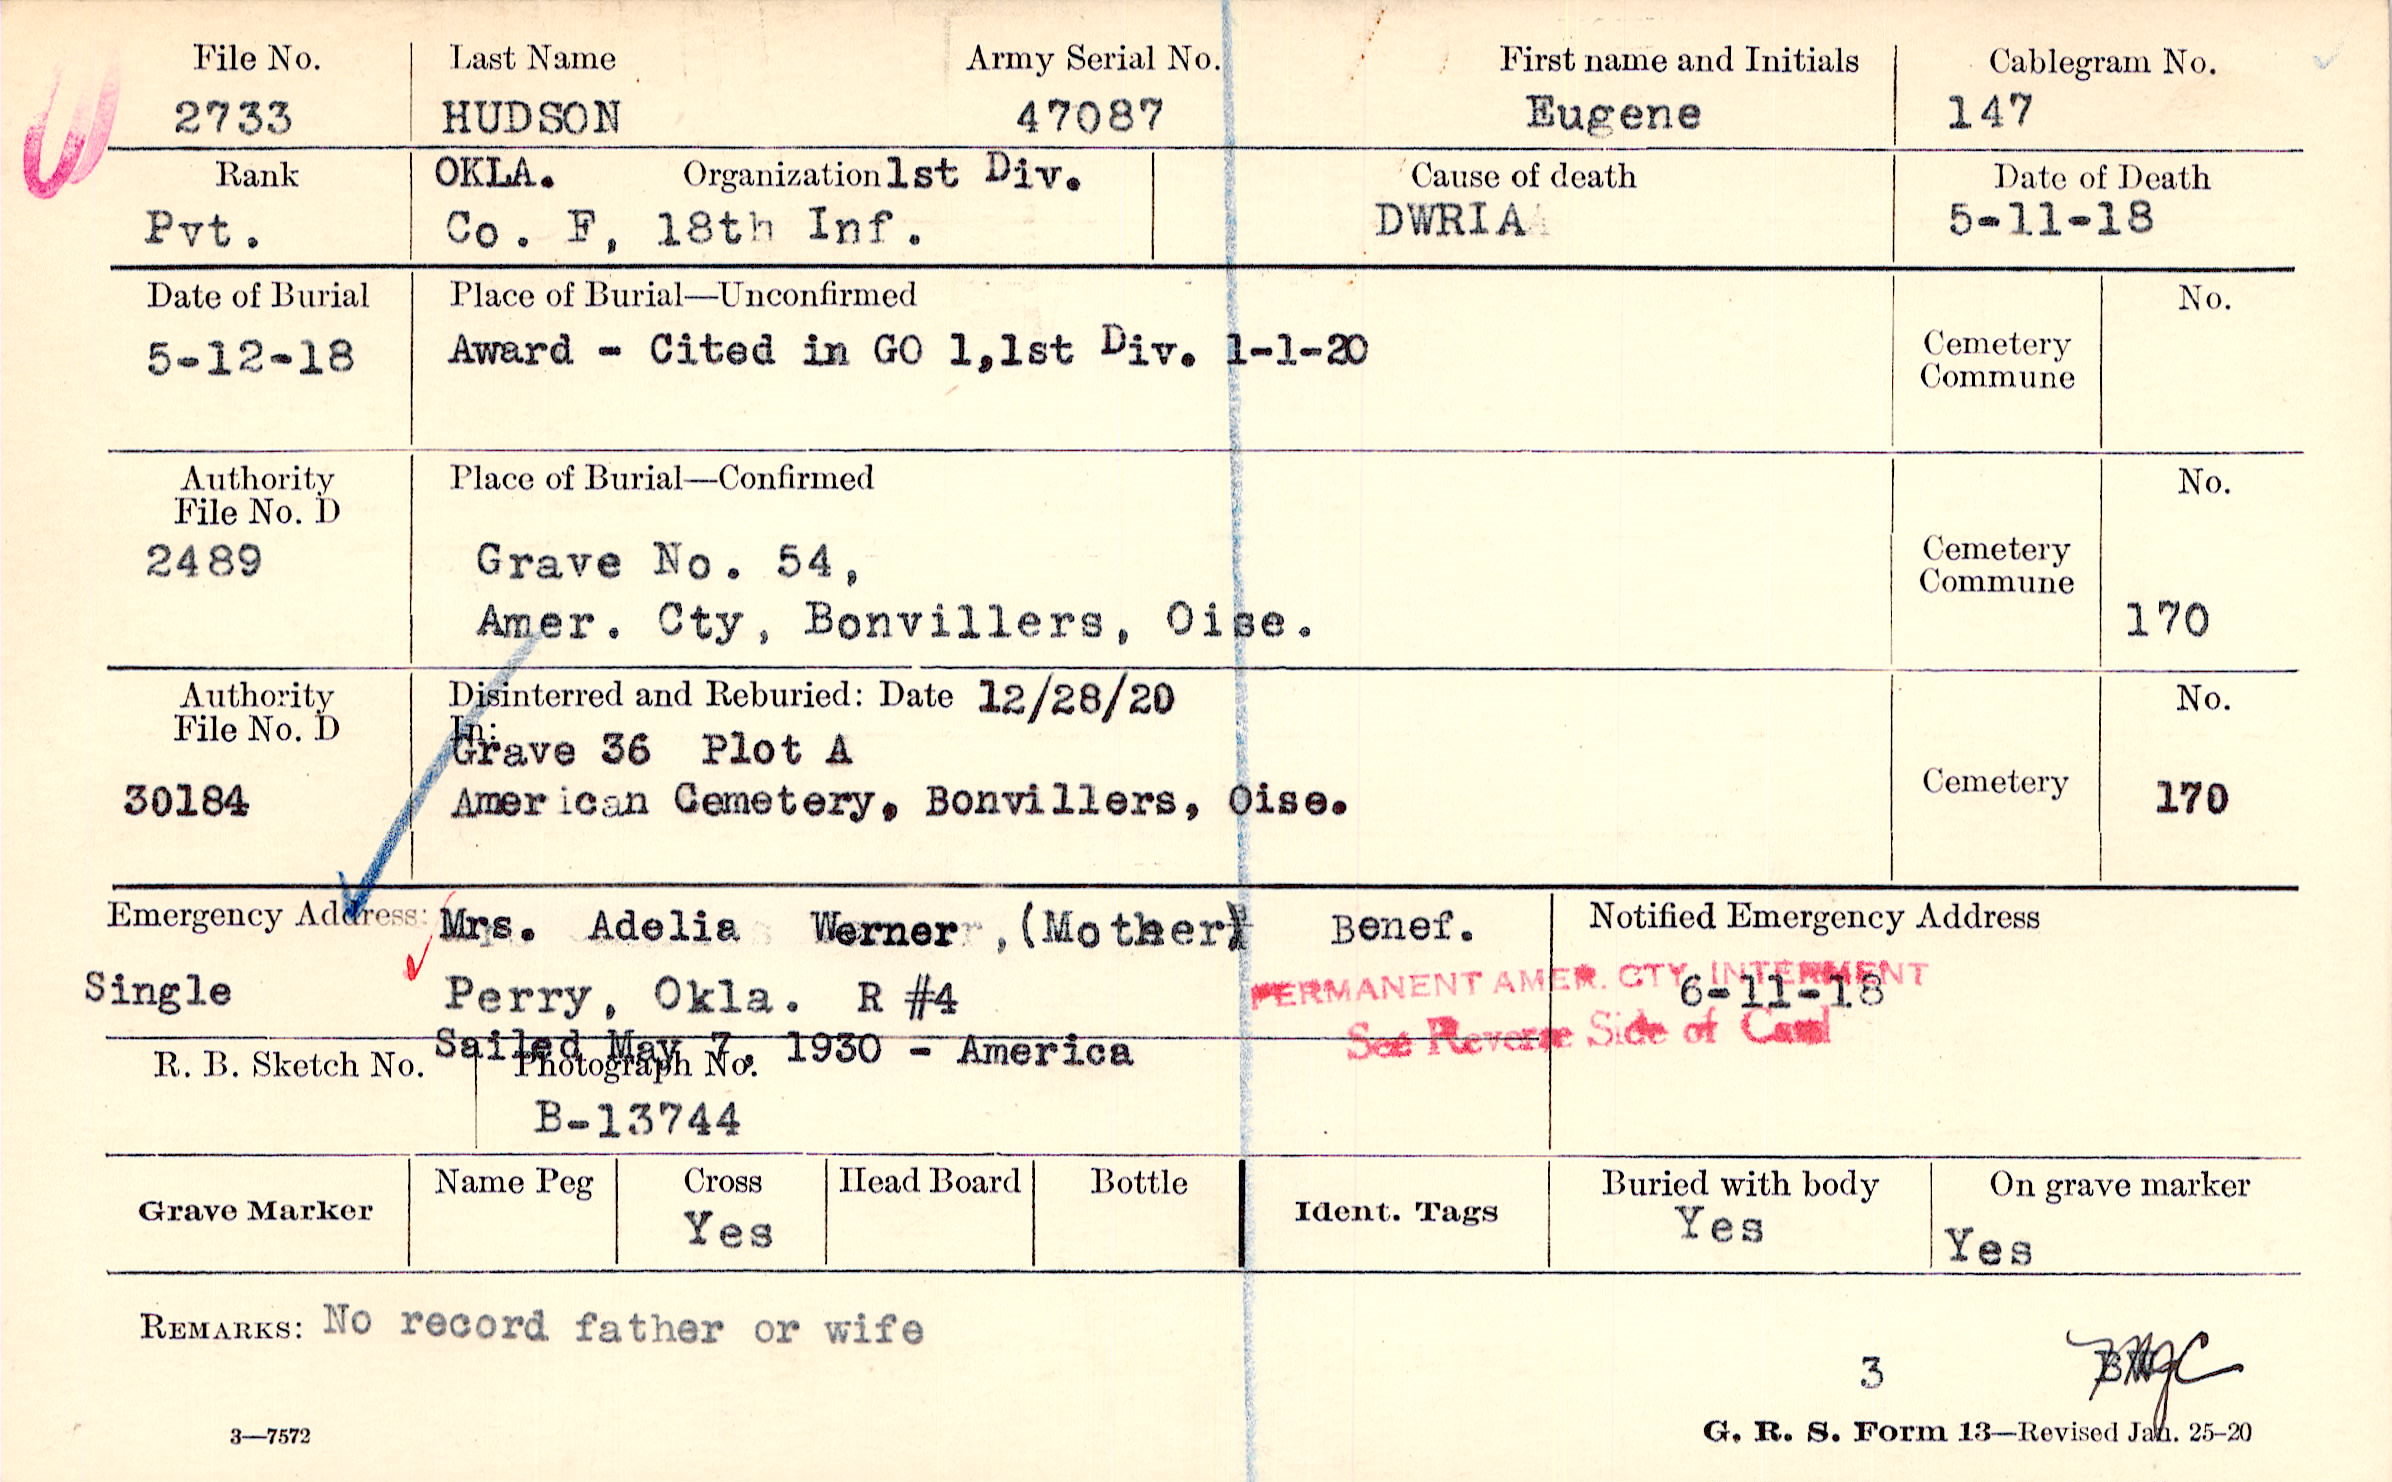 File No. Last Name Army Serial No. First name and Initials Cablegram No.
2733 HUDSON 47087 Eugene 147
Rank OKLA. Organization 1st Div. Cause of death Date of Death
Pvt. Co. F, 18th Inf. DWRIA 5-11-18
Date of Burial Place of Burial—Unconfirmed No.
5-12-18 Award - Cited in GO 1,1st Div. 1-1-20 Cemetery
Commune
Authority Place of Burial—Confirmed No.
File No. D
2489 Grave No. 54, Cemetery
Commune
Amer. Cty, Bonvillers, Oise. 170
Authority Disinterred and Reburied: Date 12/28/20 No.
File No. D In:
Grave 36 Plot A
30184 American Cemetery, Bonvillers, Oise. Cemetery 170
Emergency Address: Mrs. Adelia Werner, (Mother) Benef. Notified Emergency Address
Single Perry, Okla. R #4 6-11-18
PERMANENT AMER. CTY. INTERMENT
See Reverse Side of Card
Sailed May 7, 1930 - America
R. B. Sketch No. Photograph No.
B-13744
Grave Marker Name Peg Cross Head Board Bottle Ident. Tags Buried with body On grave marker
Yes Yes Yes
REMARKS: No record father or wife
3
3—7572 G. R. S. Form 13—Revised Jan. 25-20